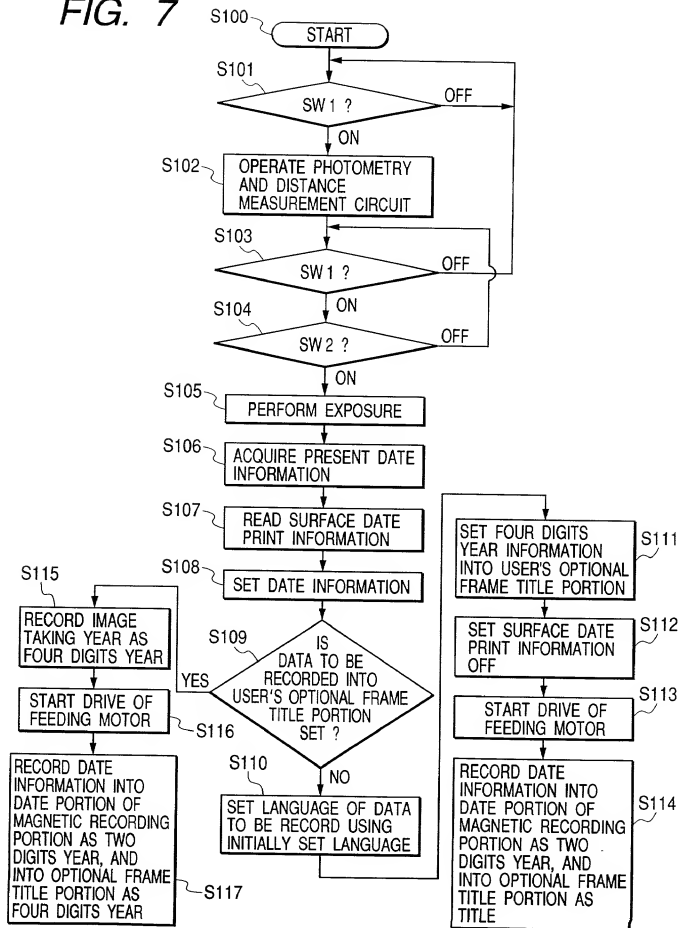 FIG. 7
S100
START
S101
SW1 ?
OFF
ON
S102
OPERATE PHOTOMETRY
AND DISTANCE
MEASUREMENT CIRCUIT
S103
SW1 ?
OFF
ON
S104
SW2 ?
OFF
ON
S105
PERFORM EXPOSURE
S106
ACQUIRE PRESENT DATE
INFORMATION
S107
READ SURFACE DATE
PRINT INFORMATION
S108
SET DATE INFORMATION
S109
IS
DATA TO BE
RECORDED INTO
USER'S OPTIONAL FRAME
TITLE PORTION
SET ?
YES
NO
S110
SET LANGUAGE OF DATA
TO BE RECORD USING
INITIALLY SET LANGUAGE
S115
RECORD IMAGE
TAKING YEAR AS
FOUR DIGITS YEAR
START DRIVE OF
FEEDING MOTOR
S116
RECORD DATE
INFORMATION INTO
DATE PORTION OF
MAGNETIC RECORDING
PORTION AS TWO
DIGITS YEAR, AND
INTO OPTIONAL FRAME
TITLE PORTION AS
FOUR DIGITS YEAR
S117
SET FOUR DIGITS
YEAR INFORMATION
INTO USER'S OPTIONAL
FRAME TITLE PORTION
S111
SET SURFACE DATE
PRINT INFORMATION
OFF
S112
START DRIVE OF
FEEDING MOTOR
S113
RECORD DATE
INFORMATION INTO
DATE PORTION OF
MAGNETIC RECORDING
PORTION AS TWO
DIGITS YEAR, AND
INTO OPTIONAL FRAME
TITLE PORTION AS
TITLE
S114